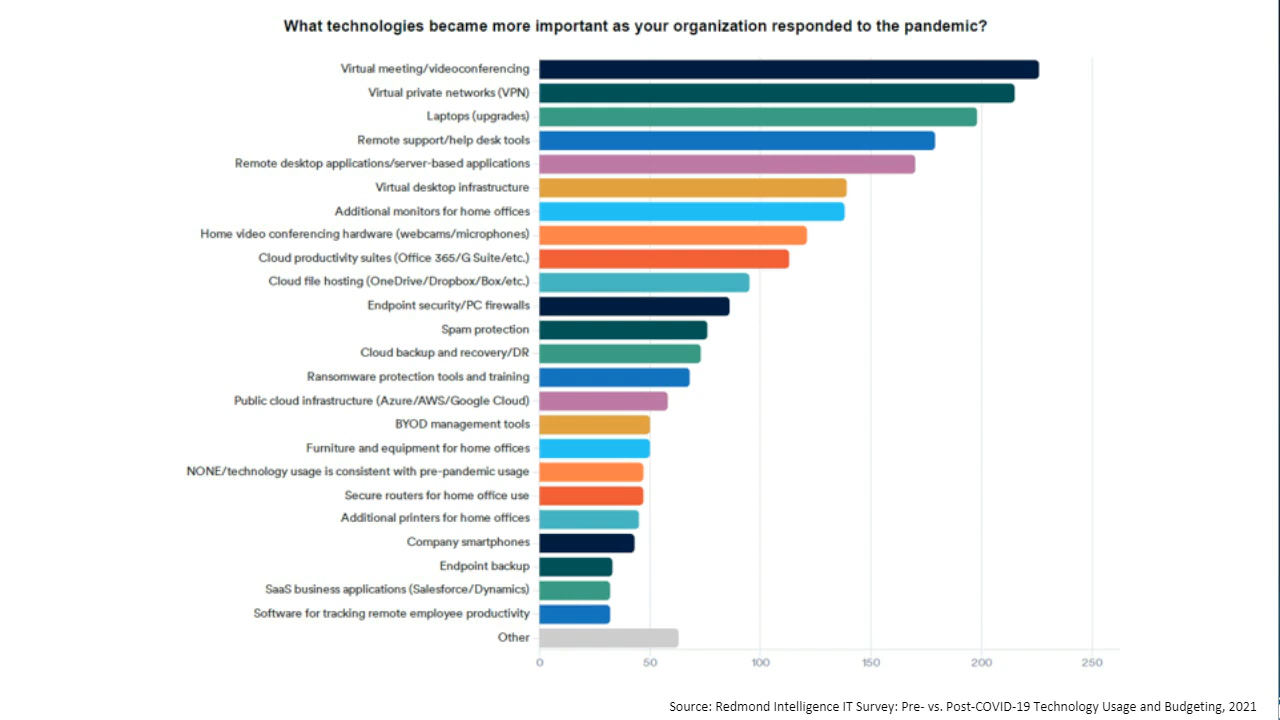 What technologies became more important as your organization responded to the pandemic?
Virtual meeting/videoconferencing
Virtual private networks (VPN)
Laptops (upgrades)
Remote support/help desk tools
Remote desktop applications/server-based applications
Virtual desktop infrastructure
Additional monitors for home offices
Home video conferencing hardware (webcams/microphones)
Cloud productivity suites (Office 365/G Suite/etc.)
Cloud file hosting (OneDrive/Dropbox/Box/etc.)
Endpoint security/PC firewalls
Spam protection
Cloud backup and recovery/DR
Ransomware protection tools and training
Public cloud infrastructure (Azure/AWS/Google Cloud)
BYOD management tools
Furniture and equipment for home offices
NONE/technology usage is consistent with pre-pandemic usage
Secure routers for home office use
Additional printers for home offices
Company smartphones
Endpoint backup
SaaS business applications (Salesforce/Dynamics)
Software for tracking remote employee productivity
Other
0 50 100 150 200 250
Source: Redmond Intelligence IT Survey: Pre- vs. Post-COVID-19 Technology Usage and Budgeting, 2021